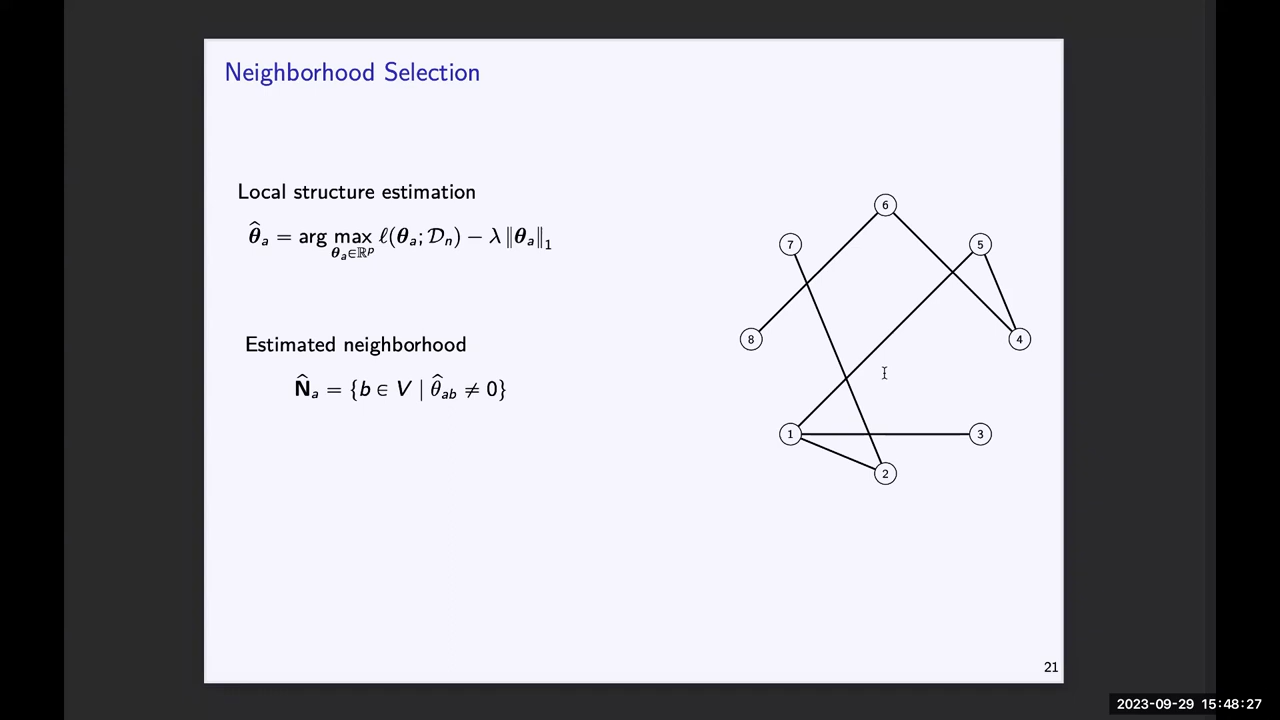 Neighborhood Selection
Local structure estimation
θ̂ₐ = arg max_{θₐ∈ℝᵖ} ℓ(θₐ; 𝒟ₙ) − λ ‖θₐ‖₁
Estimated neighborhood
N̂ₐ = {b ∈ V | θ̂ₐb ≠ 0}
6
7
5
8
4
1
3
2
21
2023-09-29 15:48:27